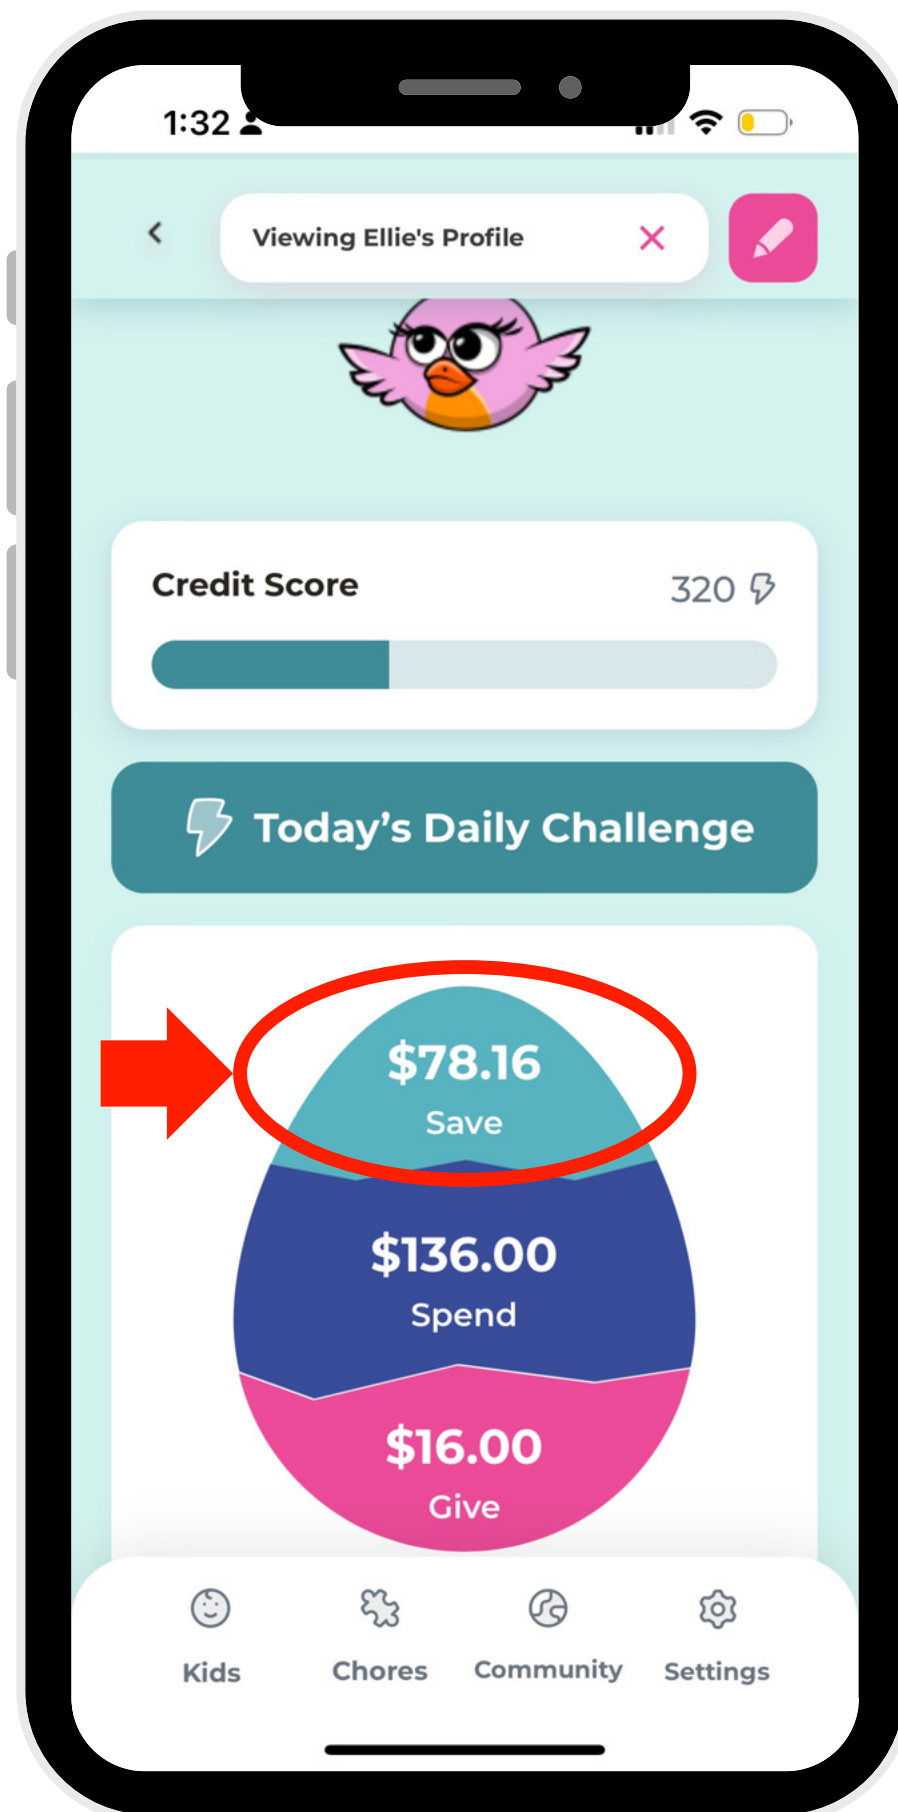 1:32
Viewing Ellie's Profile
Credit Score
320
Today's Daily Challenge
$78.16
Save
$136.00
Spend
$16.00
Give
Kids Chores Community Settings